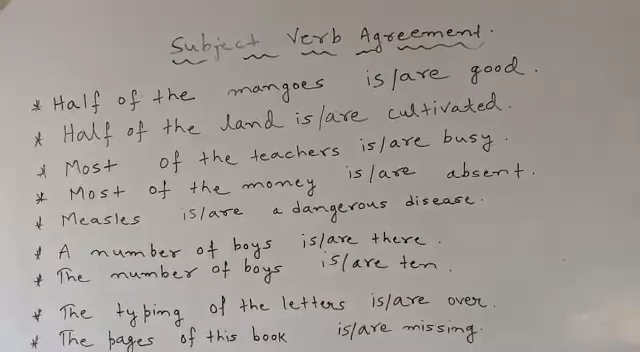 Subject Verb Agreement.
* Half of the mangoes is/are good.
* Half of the land is/are cultivated.
* Most of the teachers is/are busy.
* Most of the money is/are absent.
* Measles is/are a dangerous disease.
* A number of boys is/are there.
* The number of boys is/are ten.
* The typing of the letters is/are over.
* The pages of this book is/are missing.